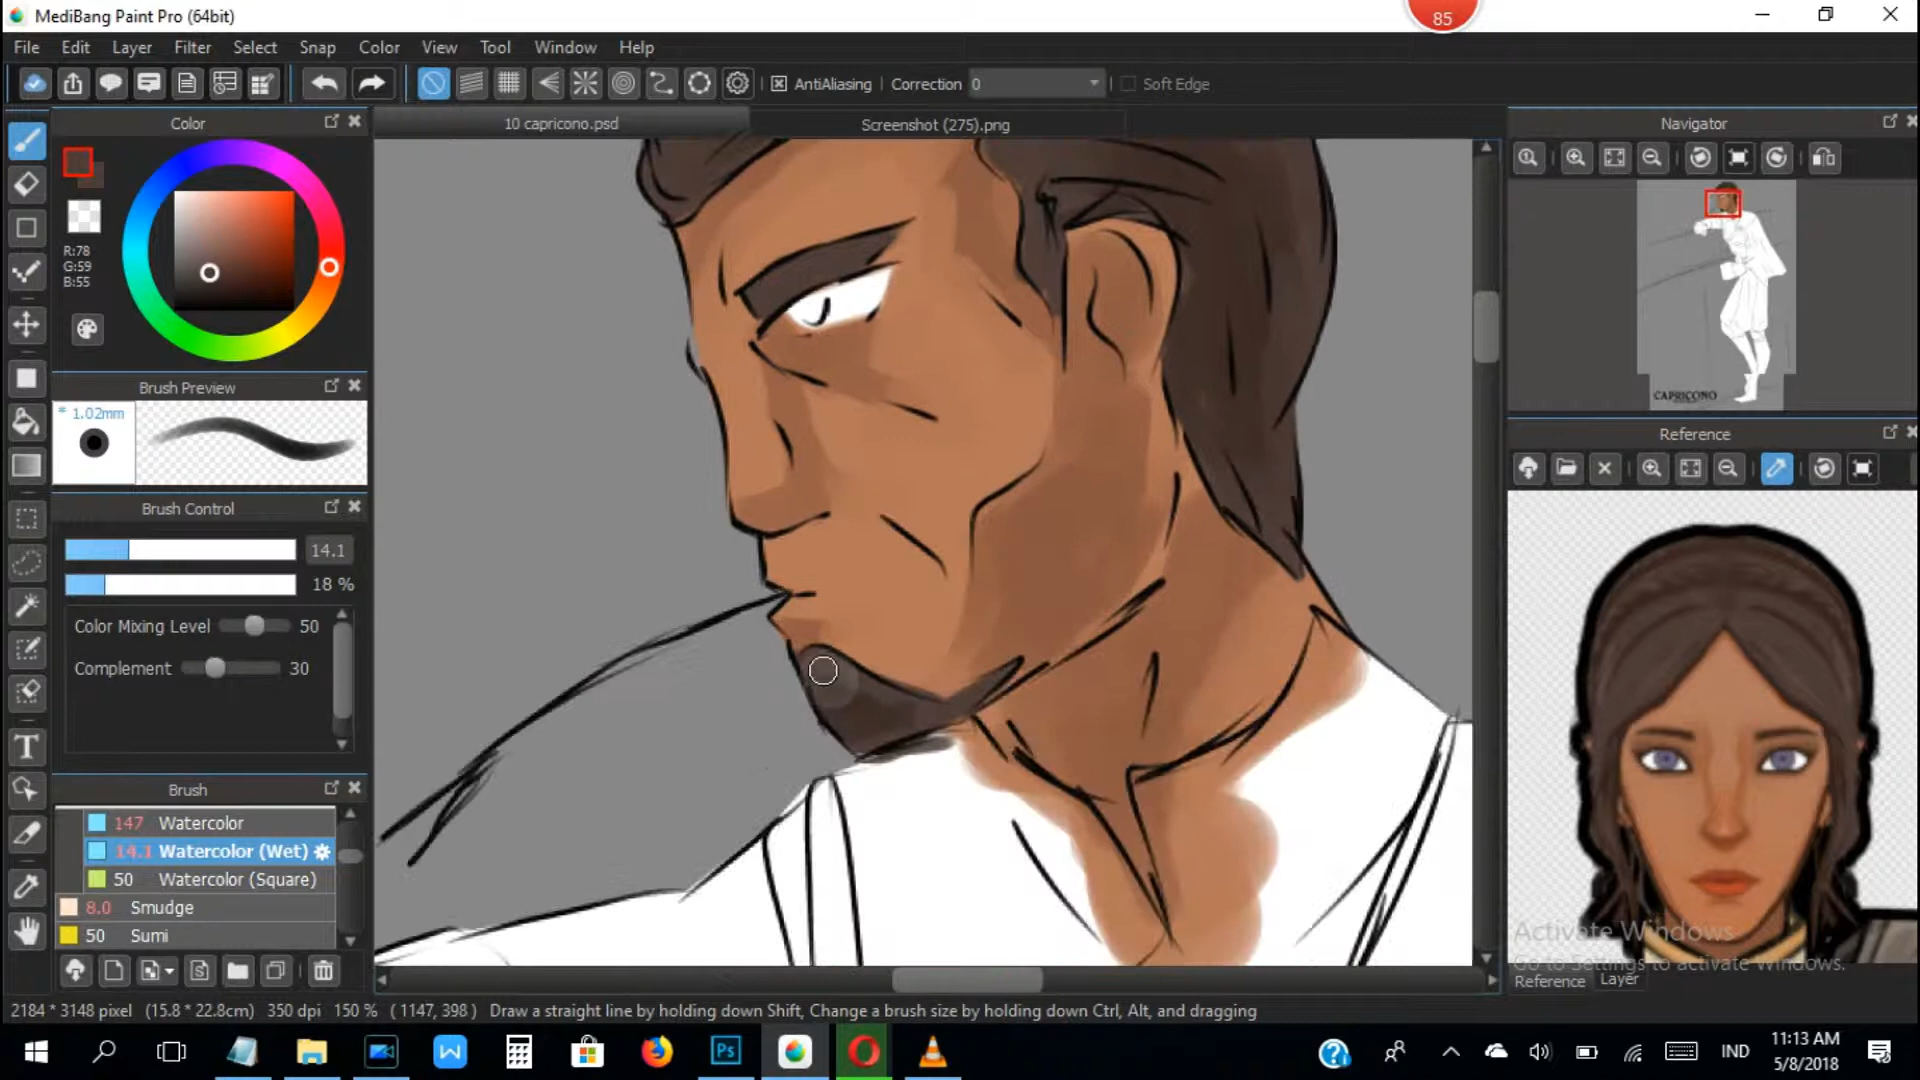 MediBang Paint Pro (64bit)
85
File Edit Layer Filter Select Snap Color View Tool Window Help
AntiAliasing Correction 0 Soft Edge
Color
10 capricono.psd
Screenshot (275).png
Navigator
R:78
G:59
B:55
Brush Preview
* 1.02mm
CAPRICONO
Reference
Brush Control
14.1
18 %
Color Mixing Level 50
Complement 30
Brush
147 Watercolor
14.1 Watercolor (Wet)
50 Watercolor (Square)
8.0 Smudge
50 Sumi
Activate Windows
Go to Settings to activate Windows.
Reference Layer
2184 * 3148 pixel (15.8 * 22.8cm) 350 dpi 150 % ( 1147, 398 ) Draw a straight line by holding down Shift, Change a brush size by holding down Ctrl, Alt, and dragging
W
Ps
IND
11:13 AM
5/8/2018